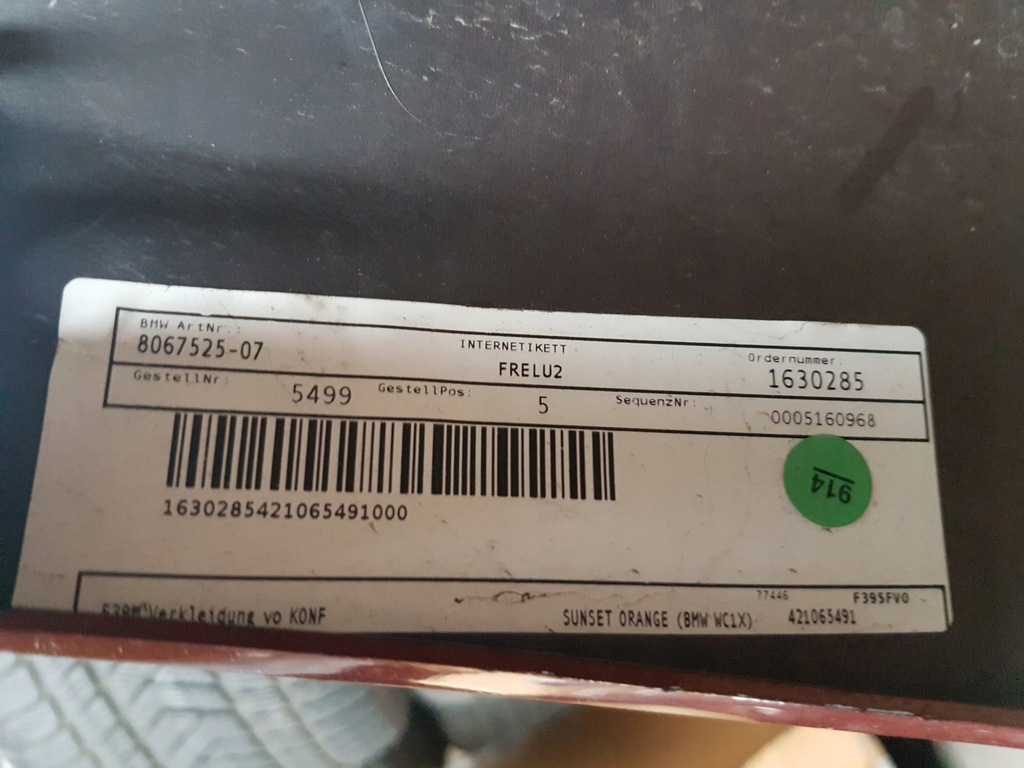 BMW ArtNr.:
8067525-07
INTERNETIKETT
FRELU2
Ordernummer:
1630285
GestellNr:
5499
GestellPos:
5
SequenzNr:
0005160968
1630285421065491000
914
77446
F39SFV0
Verkleidung vo KONF
SUNSET ORANGE (BMW WC1X)
421065491